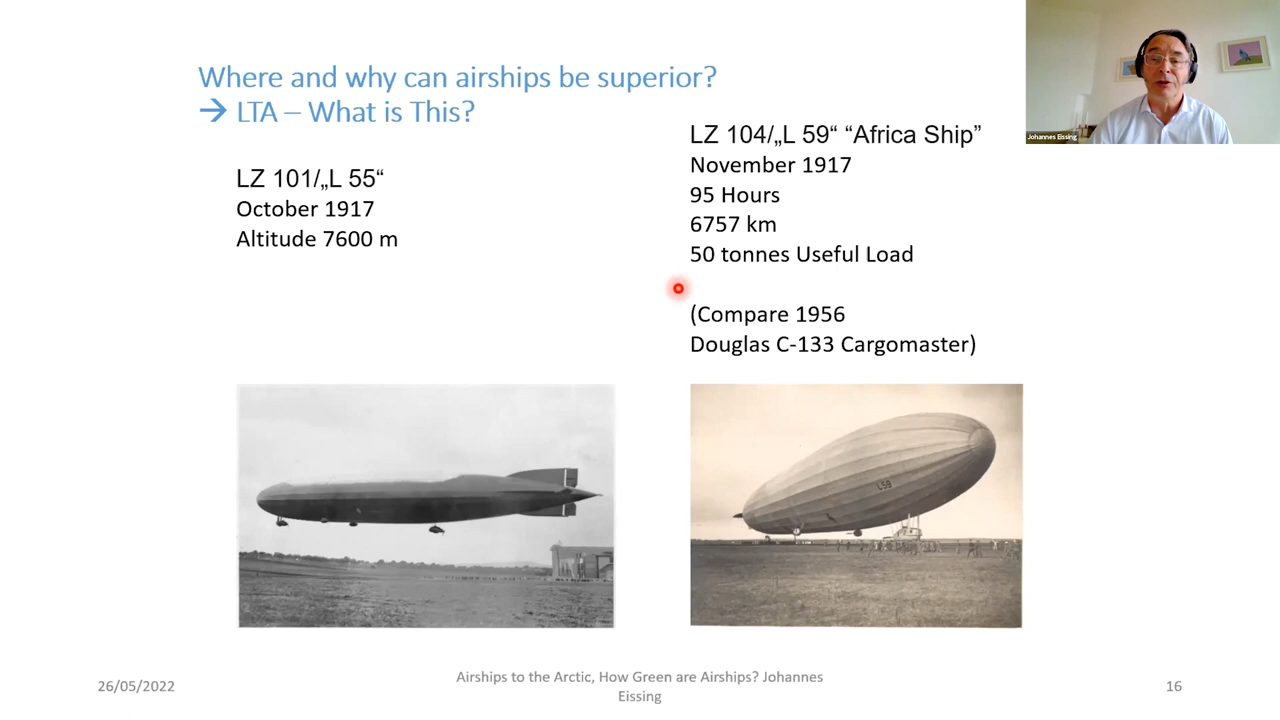 Where and why can airships be superior?
→ LTA – What is This?
LZ 101/„L 55“
October 1917
Altitude 7600 m
LZ 104/„L 59“ “Africa Ship”
November 1917
95 Hours
6757 km
50 tonnes Useful Load
(Compare 1956
Douglas C-133 Cargomaster)
L59
Johannes Eissing
26/05/2022
Airships to the Arctic, How Green are Airships? Johannes
Eissing
16